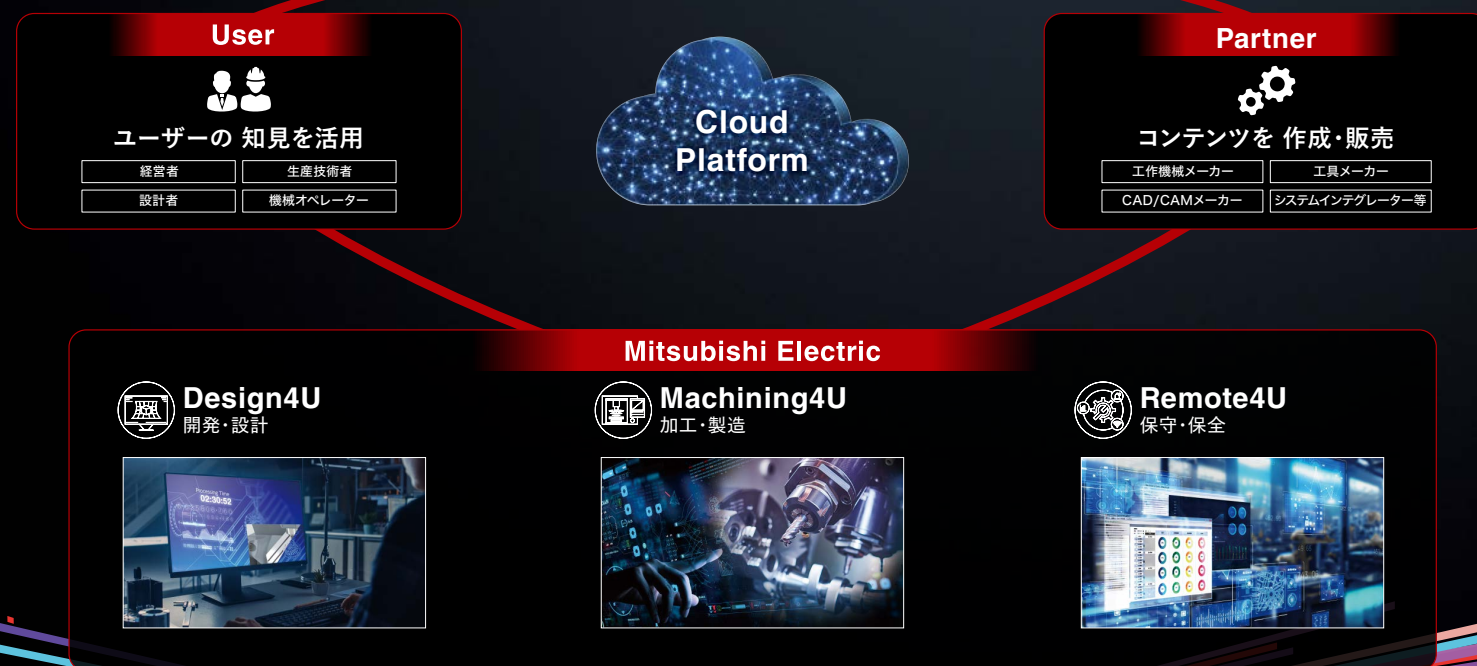 User
ユーザーの 知見を活用
経営者
生産技術者
設計者
機械オペレーター
Cloud
Platform
Partner
コンテンツを 作成・販売
工作機械メーカー
工具メーカー
CAD/CAMメーカー
システムインテグレーター等
Mitsubishi Electric
Design4U
開発・設計
Machining4U
加工・製造
Remote4U
保守・保全
Processing Time
02:30:52